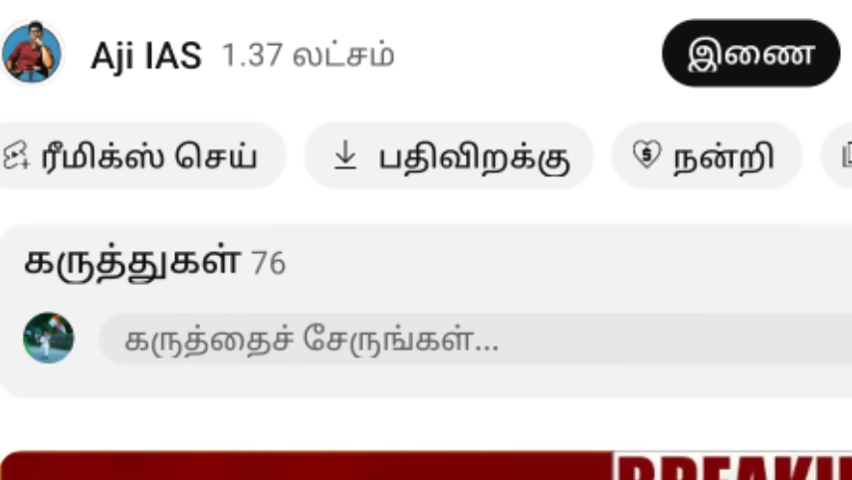 Aji IAS 1.37 லட்சம் இணை
ரீமிக்ஸ் செய் பதிவிறக்கு நன்றி
கருத்துகள் 76
கருத்தைச் சேருங்கள்...